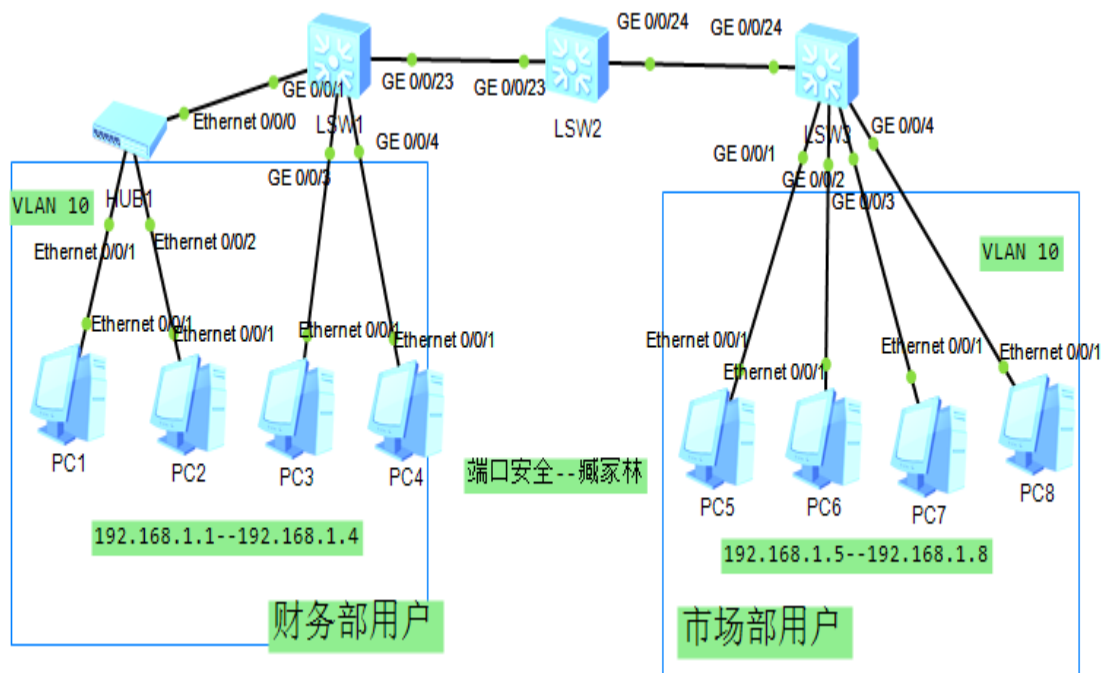 GE 0/0/24
GE 0/0/24
GE 0/0/1
GE 0/0/23
GE 0/0/23
Ethernet 0/0/0
LSW1
LSW2
LSW3
GE 0/0/4
GE 0/0/3
GE 0/0/4
GE 0/0/1
GE 0/0/2
GE 0/0/3
VLAN 10
HUB1
Ethernet 0/0/1
Ethernet 0/0/2
VLAN 10
Ethernet 0/0/1
Ethernet 0/0/1
Ethernet 0/0/1
Ethernet 0/0/1
Ethernet 0/0/1
Ethernet 0/0/1
Ethernet 0/0/1
Ethernet 0/0/1
PC1
PC2
PC3
PC4
端口安全--臧冢林
PC5
PC6
PC7
PC8
192.168.1.1--192.168.1.4
192.168.1.5--192.168.1.8
财务部用户
市场部用户